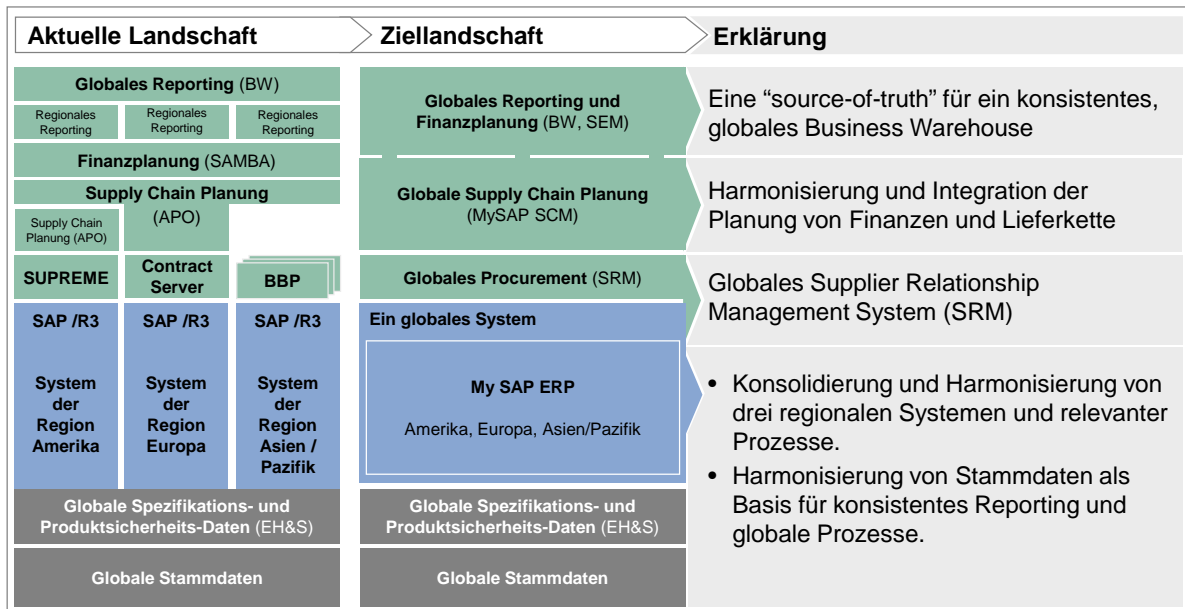 Aktuelle Landschaft
Ziellandschaft
Erklärung
Globales Reporting (BW)
Regionales
Reporting
Regionales
Reporting
Regionales
Reporting
Finanzplanung (SAMBA)
Supply Chain Planung
(APO)
Supply Chain
Planung (APO)
SUPREME
Contract
Server
BBP
SAP /R3
SAP /R3
SAP /R3
System
der
Region
Amerika
System
der
Region
Europa
System
der
Region
Asien /
Pazifik
Globale Spezifikations- und
Produktsicherheits-Daten (EH&S)
Globale Stammdaten
Globales Reporting und
Finanzplanung (BW, SEM)
Globale Supply Chain Planung
(MySAP SCM)
Globales Procurement (SRM)
Ein globales System
My SAP ERP
Amerika, Europa, Asien/Pazifik
Globale Spezifikations- und
Produktsicherheits-Daten (EH&S)
Globale Stammdaten
Eine “source-of-truth” für ein konsistentes,
globales Business Warehouse
Harmonisierung und Integration der
Planung von Finanzen und Lieferkette
Globales Supplier Relationship
Management System (SRM)
• Konsolidierung und Harmonisierung von
drei regionalen Systemen und relevanter
Prozesse.
• Harmonisierung von Stammdaten als
Basis für konsistentes Reporting und
globale Prozesse.